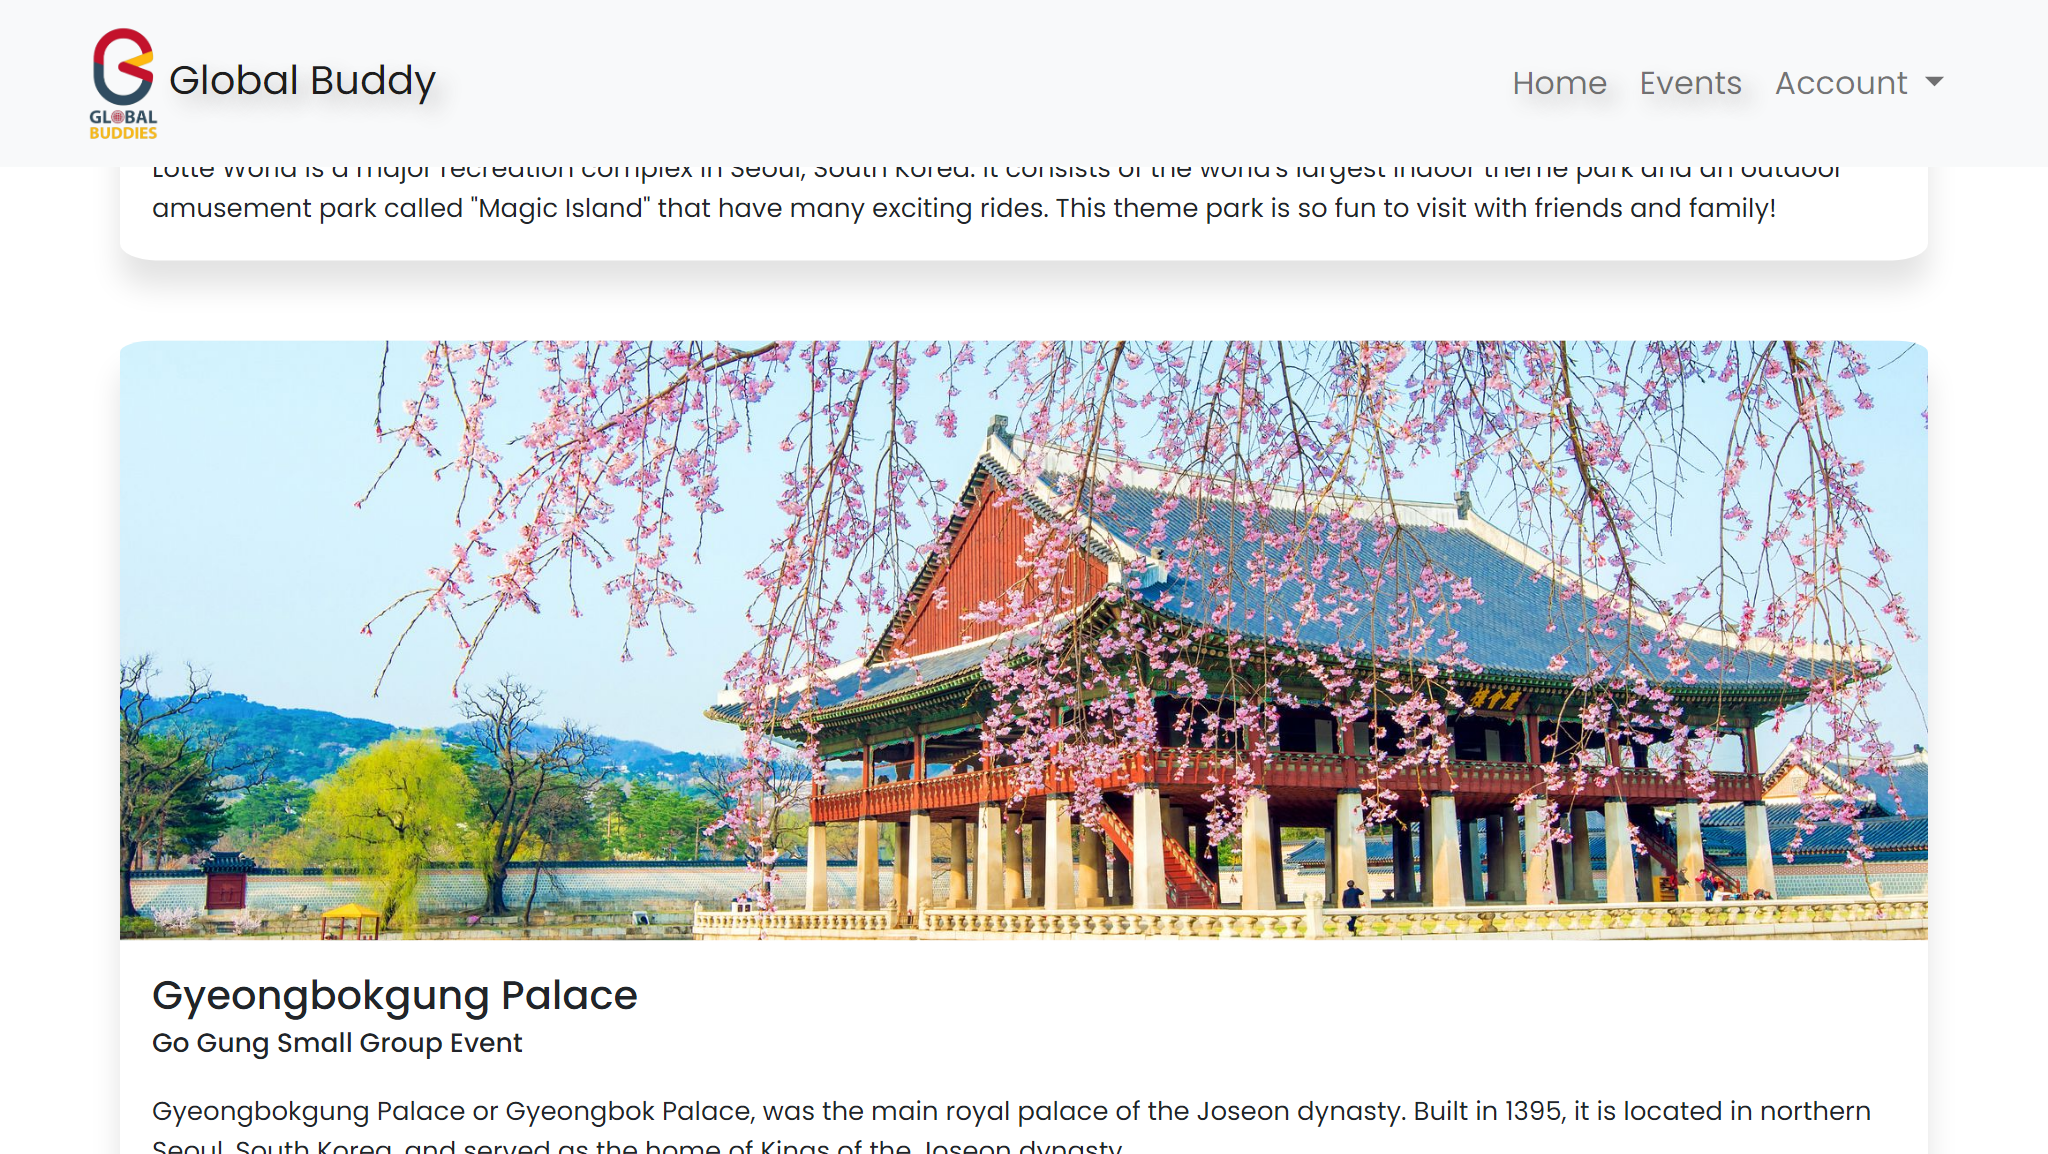 GLOBAL
BUDDIES
Global Buddy
Home Events Account
Lotte World is a major recreation complex in Seoul, South Korea. It consists of the world's largest indoor theme park and an outdoor
amusement park called "Magic Island" that have many exciting rides. This theme park is so fun to visit with friends and family!
Gyeongbokgung Palace
Go Gung Small Group Event
Gyeongbokgung Palace or Gyeongbok Palace, was the main royal palace of the Joseon dynasty. Built in 1395, it is located in northern
Seoul, South Korea, and served as the home of Kings of the Joseon dynasty.